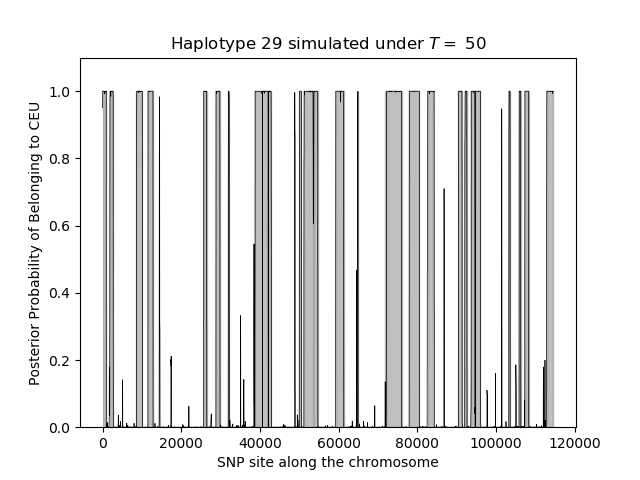 Haplotype 29 simulated under T = 50
Posterior Probability of Belonging to CEU
1.0
0.8
0.6
0.4
0.2
0.0
0 20000 40000 60000 80000 100000 120000
SNP site along the chromosome